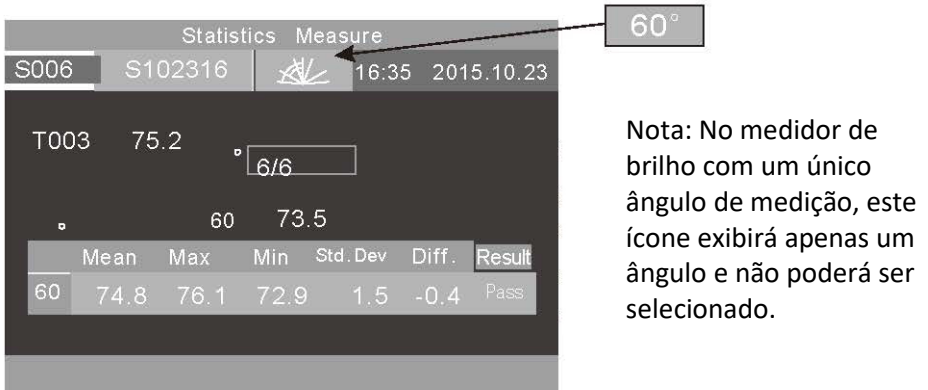 60°
Statistics Measure
S006 S102316 16:35 2015.10.23
T003 75.2 °
6/6
° 60 73.5
Mean Max Min Std.Dev Diff. Result
60 74.8 76.1 72.9 1.5 -0.4 Pass
Nota: No medidor de
brilho com um único
ângulo de medição, este
ícone exibirá apenas um
ângulo e não poderá ser
selecionado.